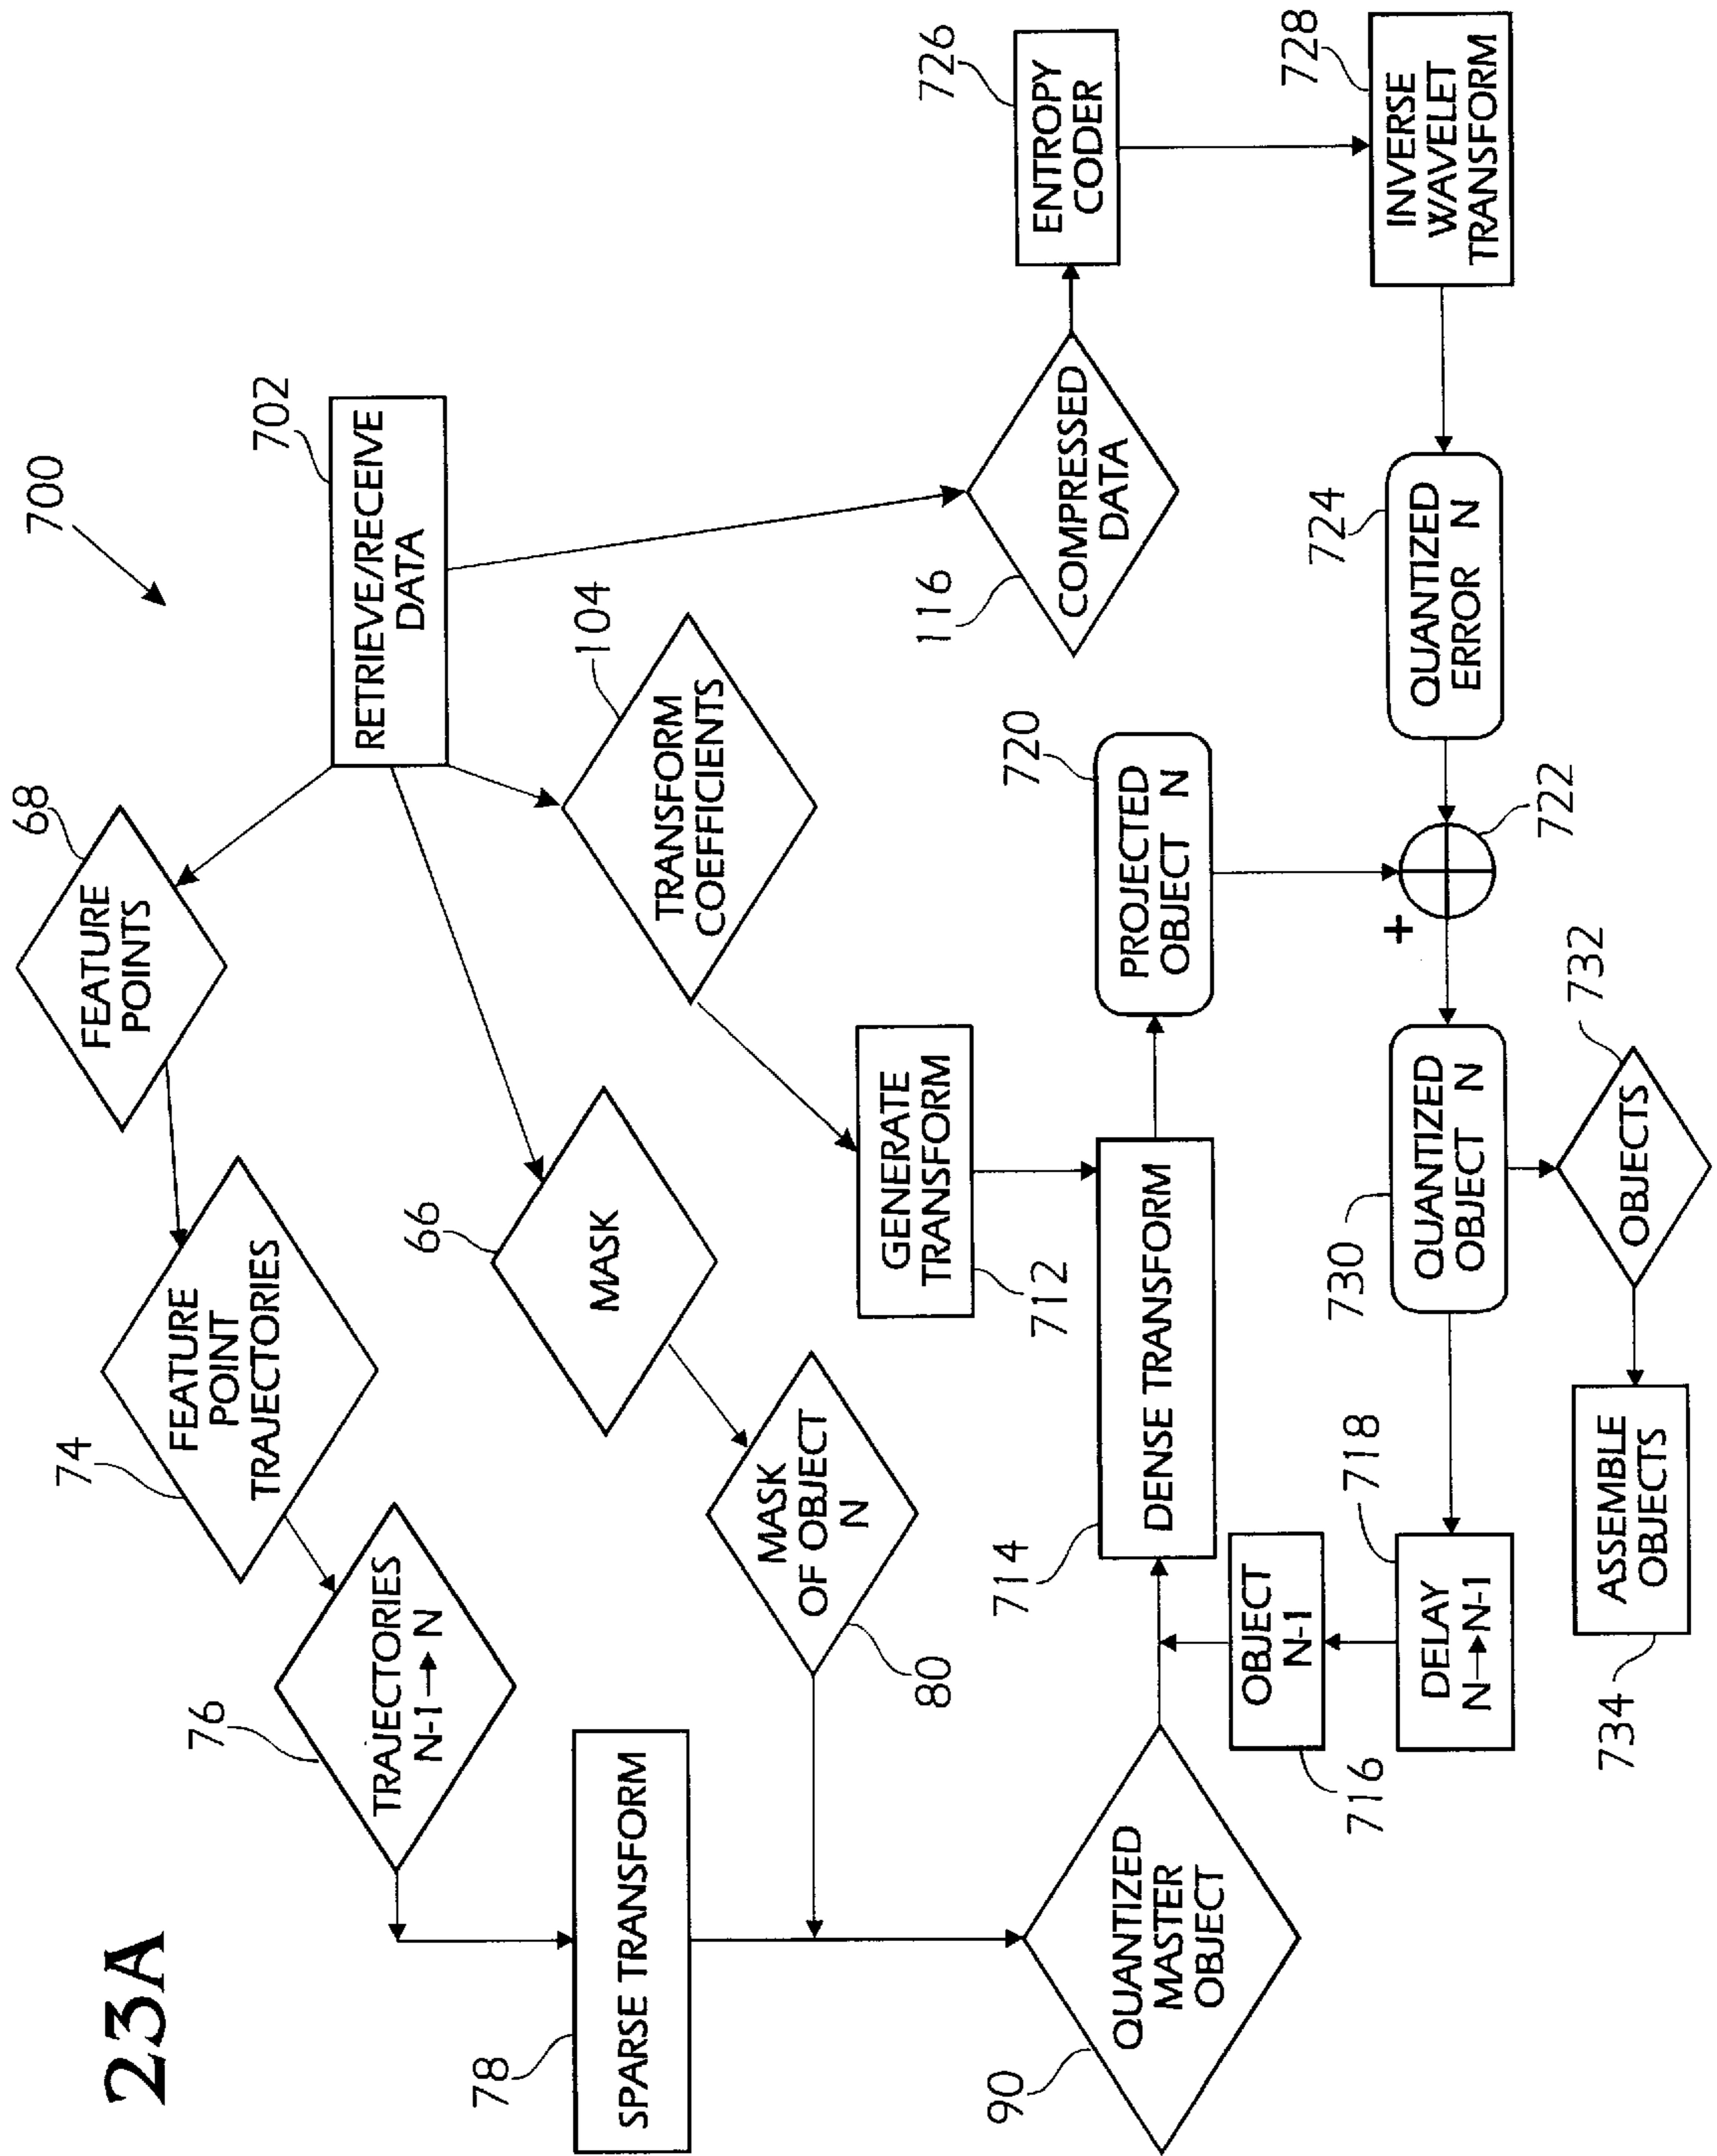 23A
700
702
RETRIEVE/RECEIVE
DATA
68
FEATURE
POINTS
74
FEATURE
POINT
TRAJECTORIES
76
TRAJECTORIES
N-1→N
78
SPARSE TRANSFORM
66
MASK
MASK
OF OBJECT
N
80
104
TRANSFORM
COEFFICIENTS
GENERATE
TRANSFORM
712
90
QUANTIZED
MASTER
OBJECT
714
DENSE TRANSFORM
720
PROJECTED
OBJECT N
116
COMPRESSED
DATA
726
ENTROPY
CODER
728
INVERSE
WAVELET
TRANSFORM
724
QUANTIZED
ERROR N
+
722
730
QUANTIZED
OBJECT N
OBJECT
N-1
716
718
DELAY
N→N-1
732
OBJECTS
ASSEMBLE
OBJECTS
734